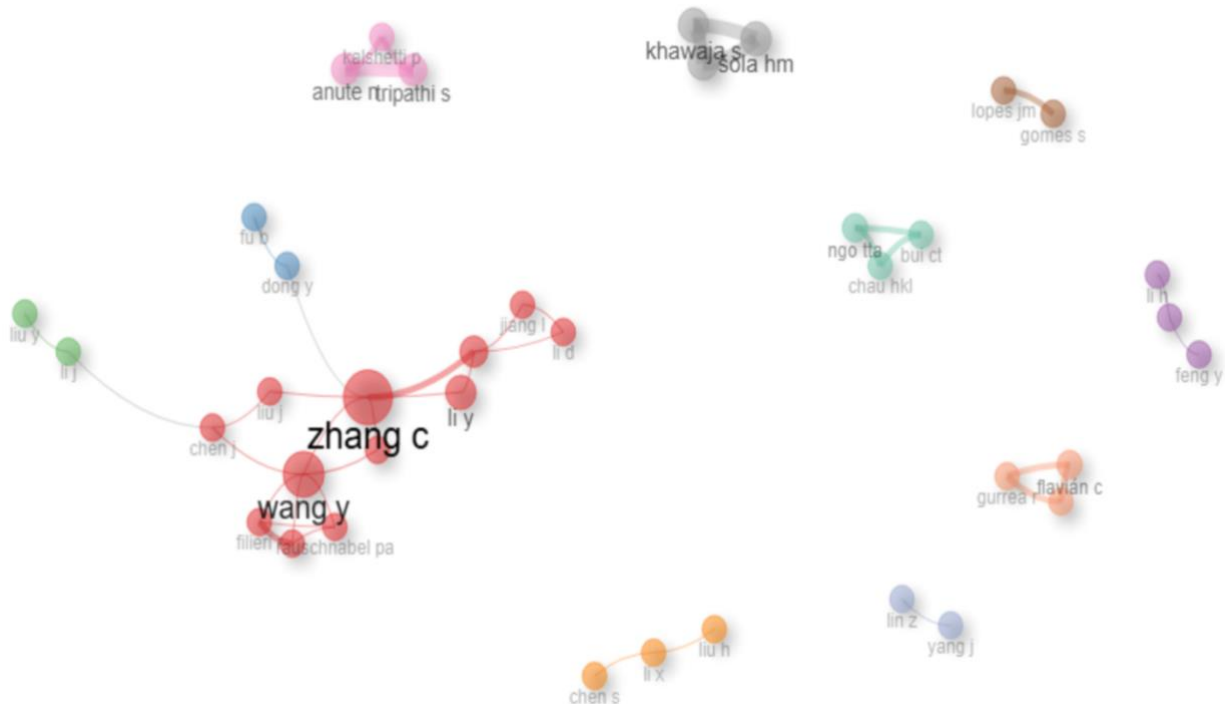 kalshetti p
anute n
tripathi s
khawaja s
sola hm
lopes jm
gomes s
fu b
dong y
ngo tta
bui ct
chau hkl
li h
feng y
liu y
li j
jiang l
li d
liu j
li y
chen j
zhang c
wang y
filieri
rauschnabel pa
gurrea r
flavián c
lin z
yang j
liu h
li x
chen s